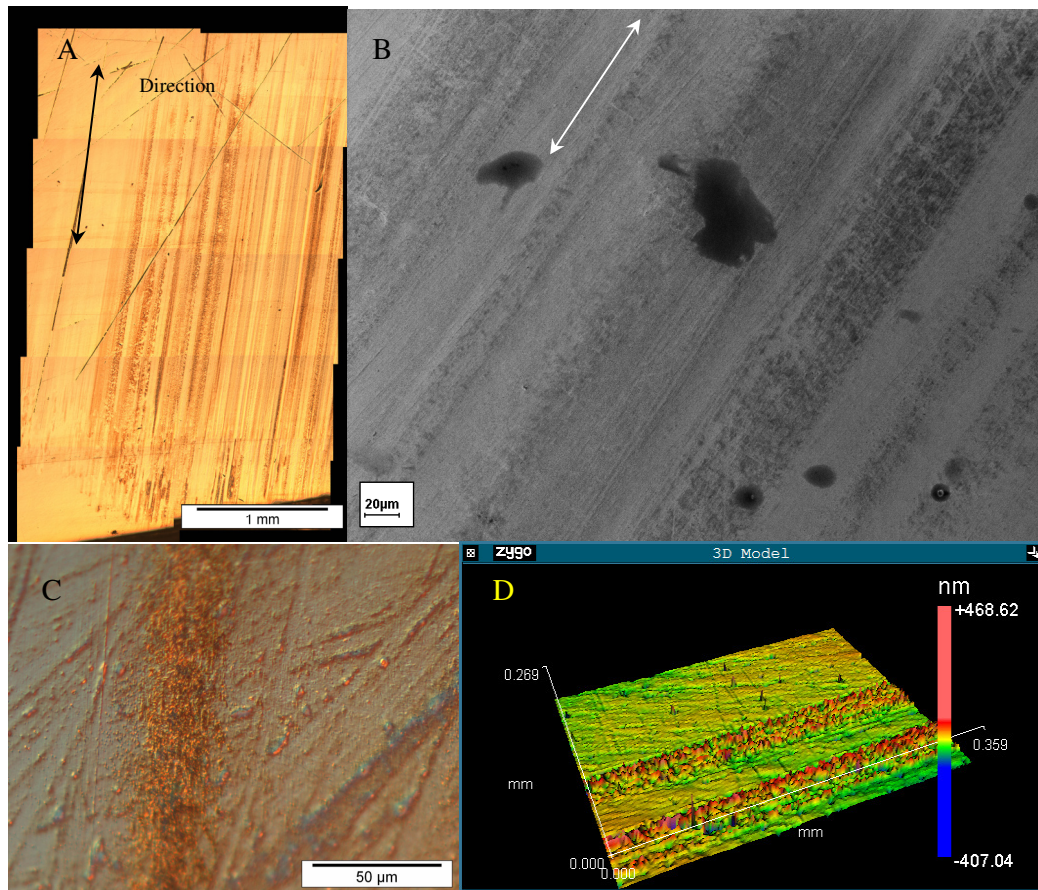 A
Direction
1 mm
B
20µm
C
50 µm
zygo
3D Model
D
nm
+468.62
-407.04
0.269
mm
0.000
0.000
mm
0.359